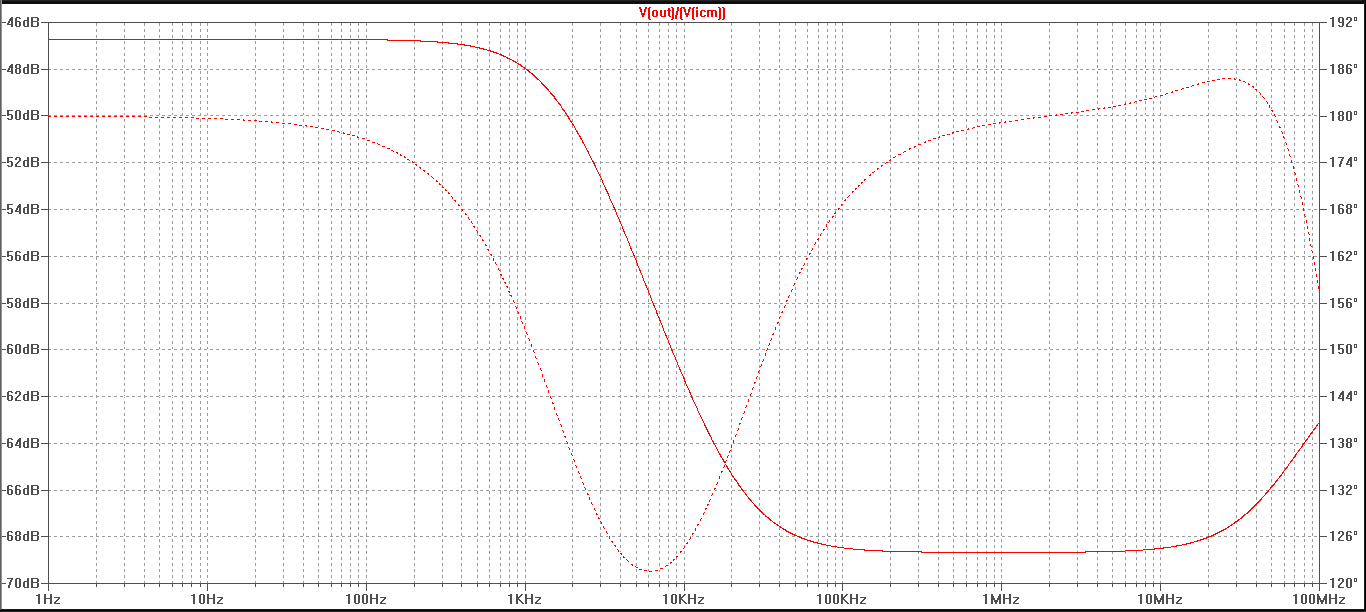 V(out)/(V(icm))
-46dB 192°
-48dB 186°
-50dB 180°
-52dB 174°
-54dB 168°
-56dB 162°
-58dB 156°
-60dB 150°
-62dB 144°
-64dB 138°
-66dB 132°
-68dB 126°
-70dB 120°
1Hz 10Hz 100Hz 1KHz 10KHz 100KHz 1MHz 10MHz 100MHz